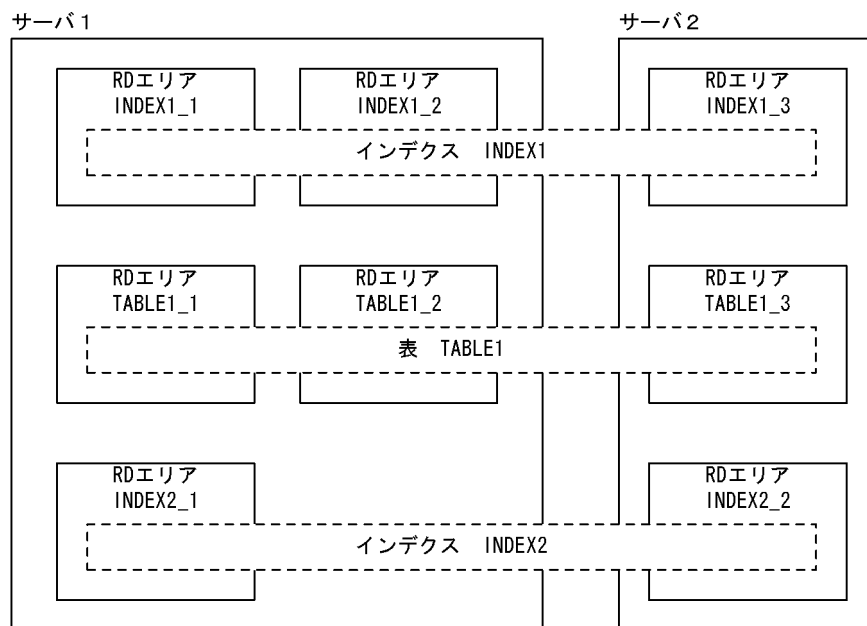 サーバ1
サーバ2
RDエリア
INDEX1_1
RDエリア
INDEX1_2
RDエリア
INDEX1_3
インデクス INDEX1
RDエリア
TABLE1_1
RDエリア
TABLE1_2
RDエリア
TABLE1_3
表 TABLE1
RDエリア
INDEX2_1
RDエリア
INDEX2_2
インデクス INDEX2